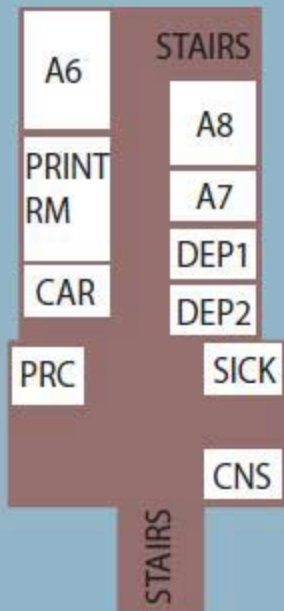 A6
STAIRS
A8
PRINT
RM
A7
DEP1
CAR
DEP2
PRC
SICK
CNS
STAIRS